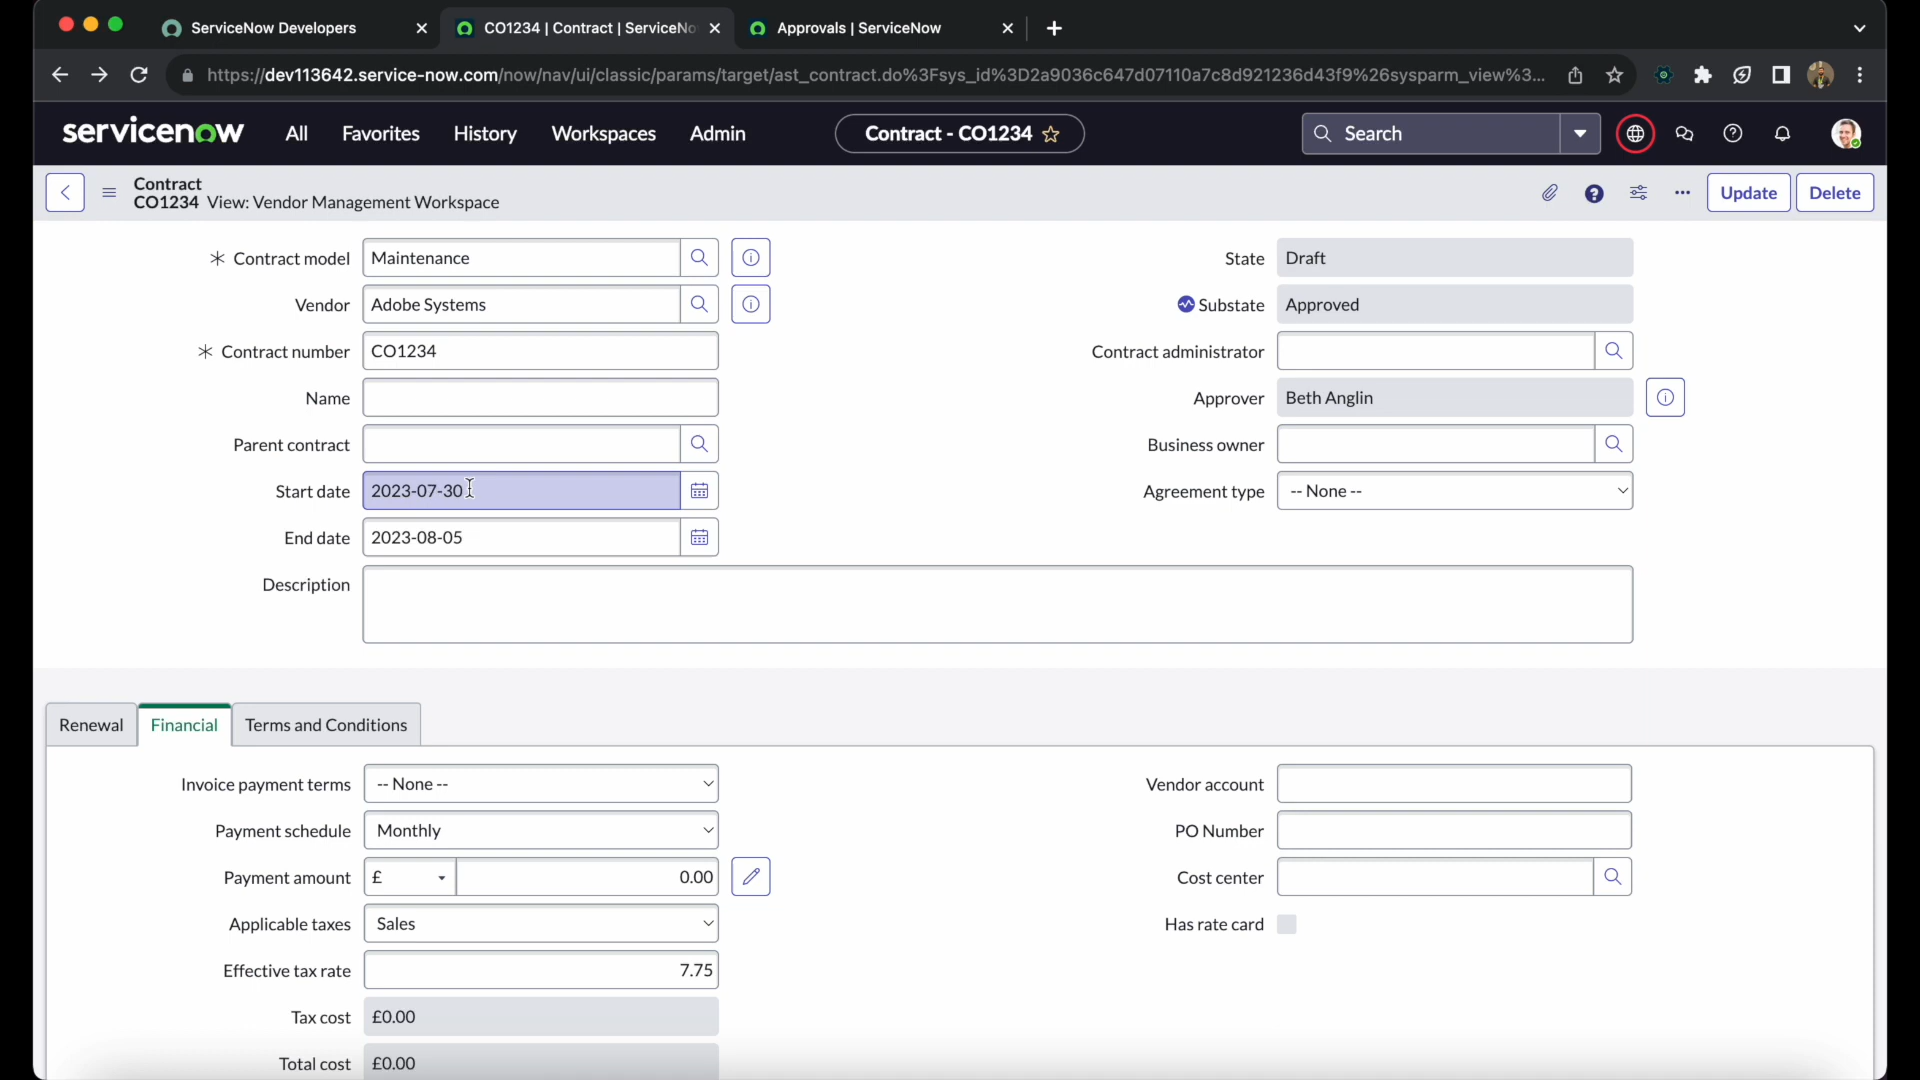 ServiceNow Developers
CO1234 | Contract | ServiceNo
Approvals | ServiceNow
https://dev113642.service-now.com/now/nav/ui/classic/params/target/ast_contract.do%3Fsys_id%3D2a9036c647d07110a7c8d921236d43f9%26sysparm_view%3...
servicenow
All
Favorites
History
Workspaces
Admin
Contract - CO1234
Search
Contract
CO1234 View: Vendor Management Workspace
Update
Delete
Contract model
Maintenance
State
Draft
Vendor
Adobe Systems
Substate
Approved
Contract number
CO1234
Contract administrator
Name
Approver
Beth Anglin
Parent contract
Business owner
Start date
2023-07-30
Agreement type
-- None --
End date
2023-08-05
Description
Renewal
Financial
Terms and Conditions
Invoice payment terms
-- None --
Vendor account
Payment schedule
Monthly
PO Number
Payment amount
£
0.00
Cost center
Applicable taxes
Sales
Has rate card
Effective tax rate
7.75
Tax cost
£0.00
Total cost
£0.00